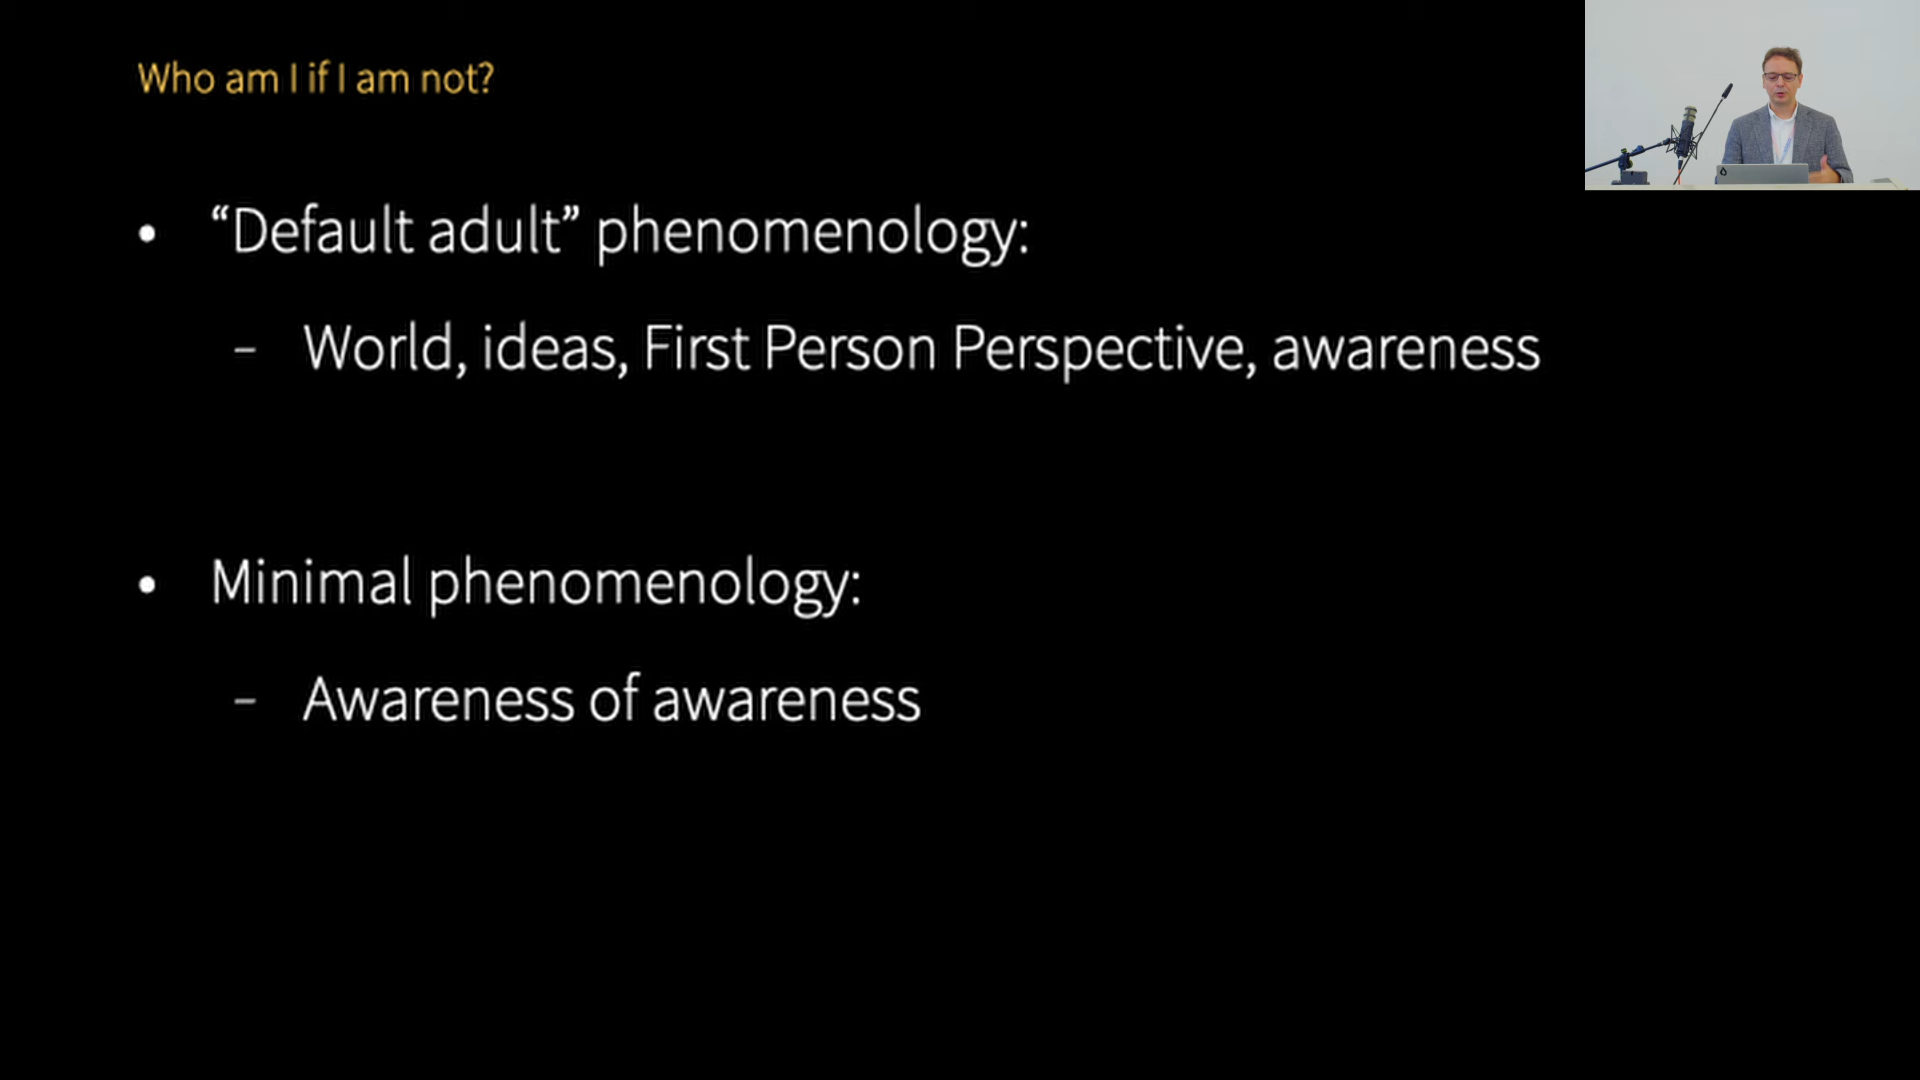 Who am I if I am not?
• “Default adult” phenomenology:
– World, ideas, First Person Perspective, awareness
• Minimal phenomenology:
– Awareness of awareness